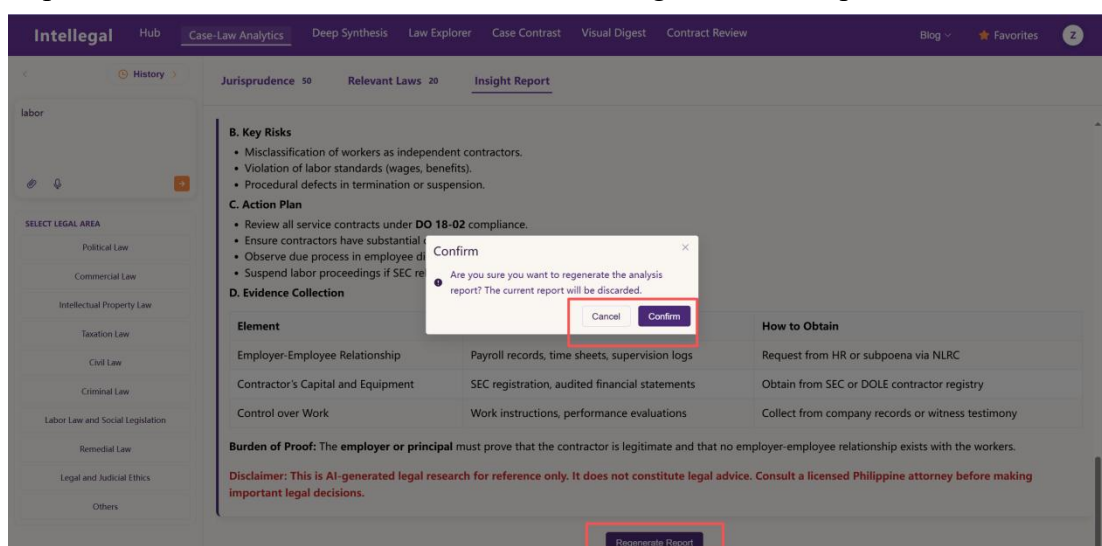 Intellegal Hub Case-Law Analytics Deep Synthesis Law Explorer Case Contrast Visual Digest Contract Review Blog Favorites Z
History
Jurisprudence 50 Relevant Laws 20 Insight Report
labor
SELECT LEGAL AREA
Political Law
Commercial Law
Intellectual Property Law
Taxation Law
Civil Law
Criminal Law
Labor Law and Social Legislation
Remedial Law
Legal and Judicial Ethics
Others
B. Key Risks
• Misclassification of workers as independent contractors.
• Violation of labor standards (wages, benefits).
• Procedural defects in termination or suspension.
C. Action Plan
• Review all service contracts under DO 18-02 compliance.
• Ensure contractors have substantial
• Observe due process in employee
• Suspend labor proceedings if SEC
D. Evidence Collection
Confirm
Are you sure you want to regenerate the analysis
report? The current report will be discarded.
Cancel Confirm
Element How to Obtain
Employer-Employee Relationship Payroll records, time sheets, supervision logs Request from HR or subpoena via NLRC
Contractor's Capital and Equipment SEC registration, audited financial statements Obtain from SEC or DOLE contractor registry
Control over Work Work instructions, performance evaluations Collect from company records or witness testimony
Burden of Proof: The employer or principal must prove that the contractor is legitimate and that no employer-employee relationship exists with the workers.
Disclaimer: This is AI-generated legal research for reference only. It does not constitute legal advice. Consult a licensed Philippine attorney before making
important legal decisions.
Regenerate Report